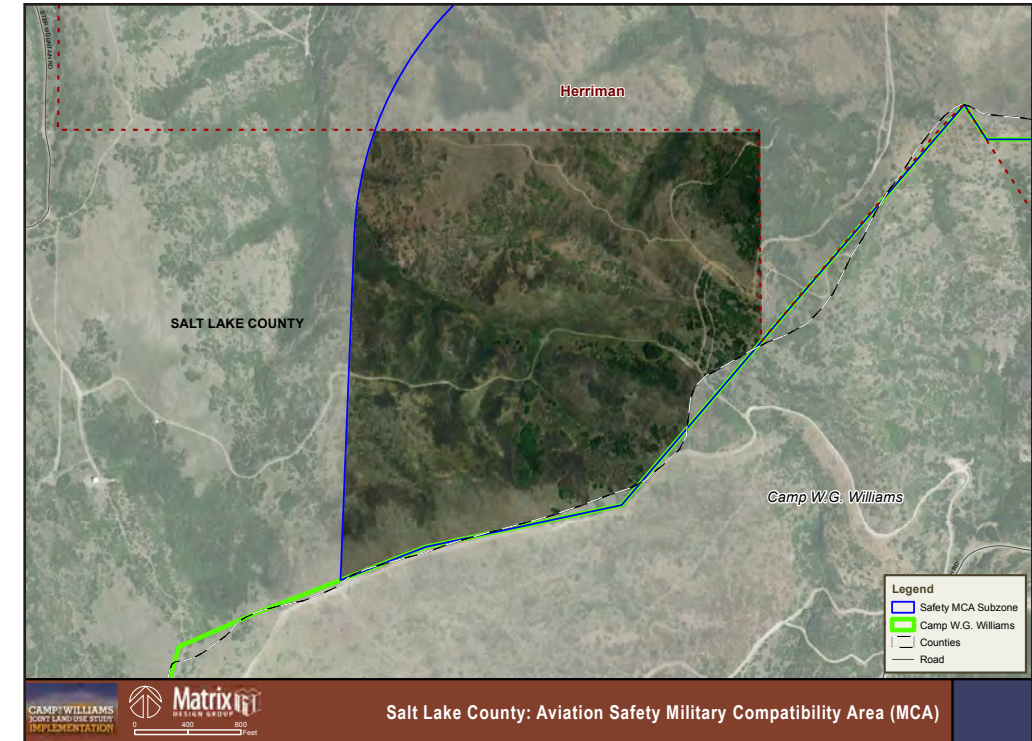 Herriman
SALT LAKE COUNTY
Camp W.G. Williams
Legend
Safety MCA Subzone
Camp W.G. Williams
Counties
Road
CAMP WILLIAMS
JOINT LAND USE STUDY
IMPLEMENTATION
Matrix
DESIGN GROUP
0 400 800
Feet
Salt Lake County: Aviation Safety Military Compatibility Area (MCA)